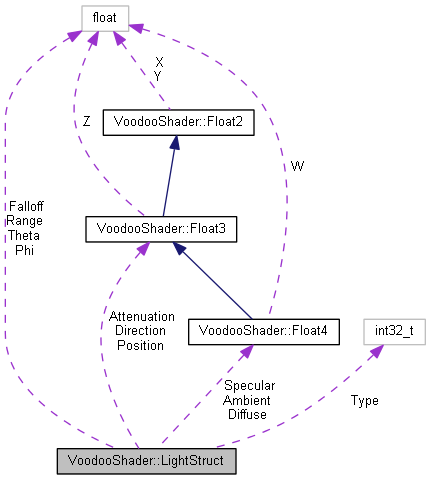 float
X
Y
VoodooShader::Float2
Z
W
Falloff
Range
Theta
Phi
VoodooShader::Float3
Attenuation
Direction
Position
VoodooShader::Float4
int32_t
Specular
Ambient
Diffuse
Type
VoodooShader::LightStruct